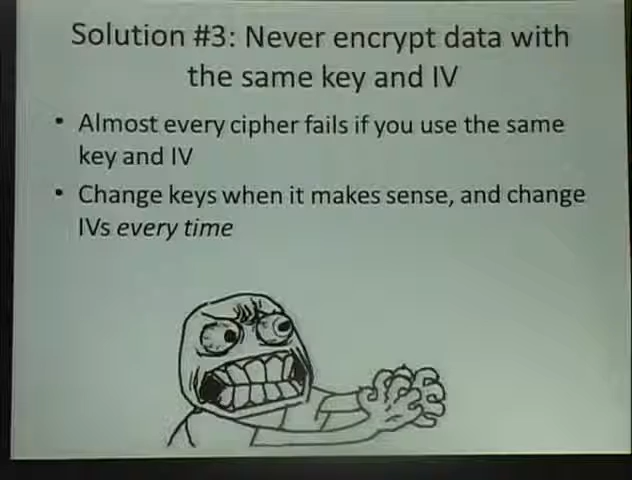 Solution #3: Never encrypt data with
the same key and IV
• Almost every cipher fails if you use the same
key and IV
• Change keys when it makes sense, and change
IVs every time